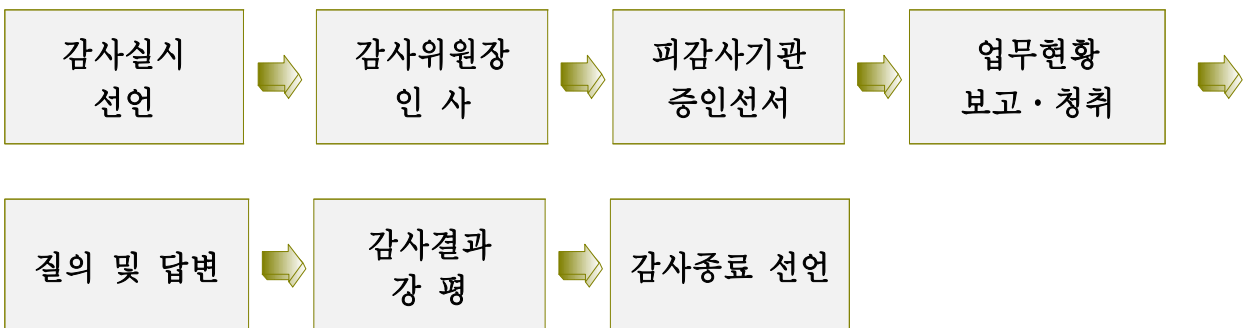 감사실시
선언
감사위원장
인 사
피감사기관
증인선서
업무현황
보고·청취
질의 및 답변
감사결과
강 평
감사종료 선언